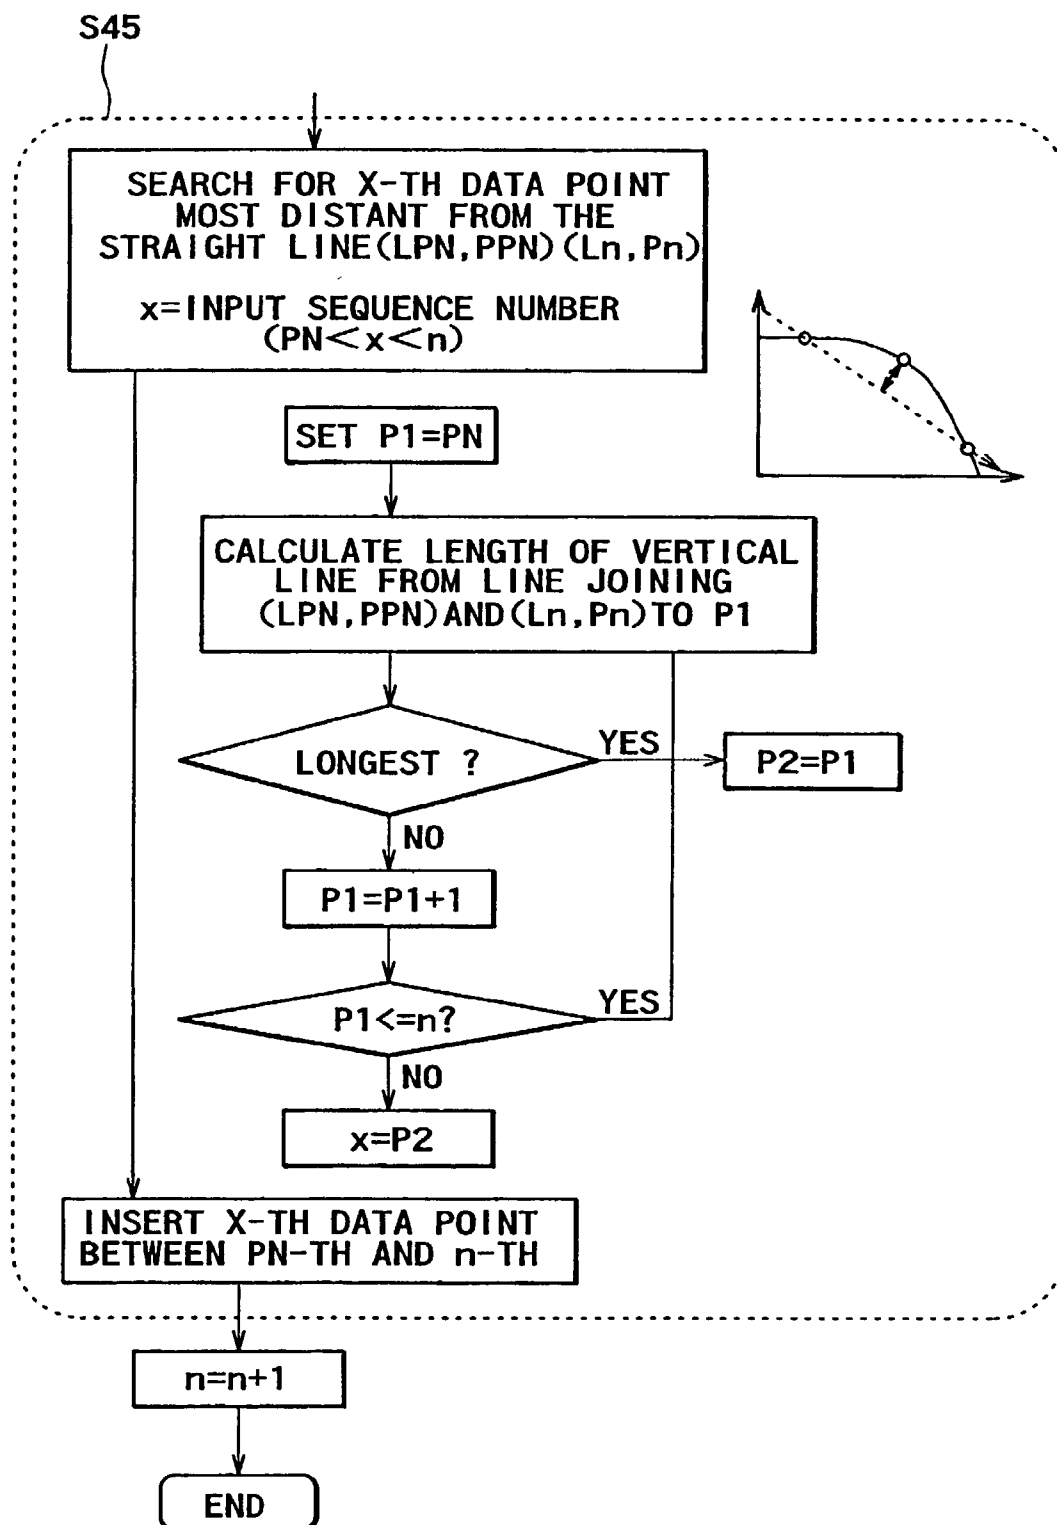 S45
SEARCH FOR X-TH DATA POINT
MOST DISTANT FROM THE
STRAIGHT LINE(LPN,PPN)(Ln,Pn)
x=INPUT SEQUENCE NUMBER
(PN<x<n)
SET P1=PN
CALCULATE LENGTH OF VERTICAL
LINE FROM LINE JOINING
(LPN,PPN)AND(Ln,Pn)TO P1
LONGEST ?
YES
P2=P1
NO
P1=P1+1
P1<=n?
YES
NO
x=P2
INSERT X-TH DATA POINT
BETWEEN PN-TH AND n-TH
n=n+1
END